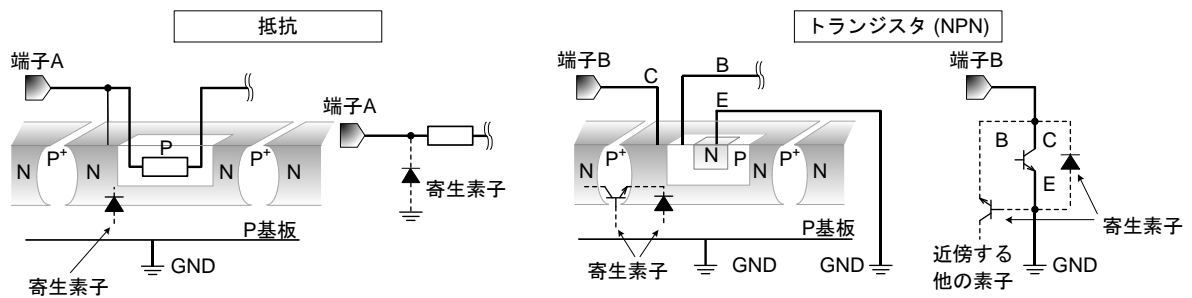 抵抗
トランジスタ (NPN)
端子A
端子A
N
P+
N
P
N
P+
N
寄生素子
P基板
GND
寄生素子
端子B
C
B
E
N
P+
N
N
P
N
P+
N
P基板
寄生素子
GND
GND
端子B
B
C
E
寄生素子
近傍する
他の素子
GND